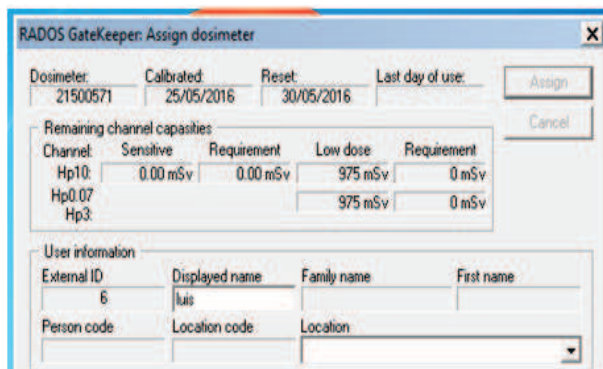 RADOS GateKeeper: Assign dosimeter
Dosimeter: Calibrated: Reset: Last day of use:
21500571 25/05/2016 30/05/2016
Assign
Cancel
Remaining channel capasities
Channel: Sensitive Requirement Low dose Requirement
Hp10: 0.00 mSv 0.00 mSv 975 mSv 0 mSv
Hp0.07 975 mSv 0 mSv
Hp3:
User information
External ID Displayed name Family name First name
6 luis
Person code Location code Location